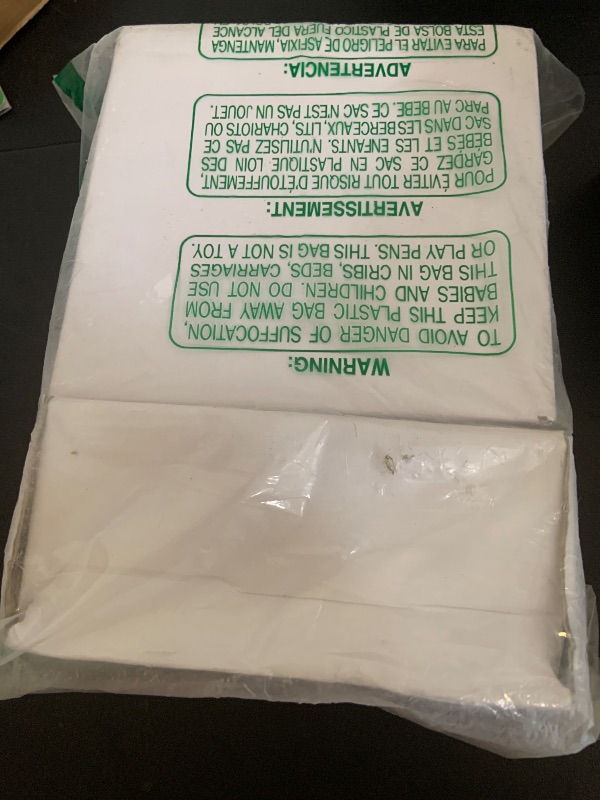 WARNING:
TO AVOID DANGER OF SUFFOCATION,
KEEP THIS PLASTIC BAG AWAY FROM
BABIES AND CHILDREN. DO NOT USE
THIS BAG IN CRIBS, BEDS, CARRIAGES
OR PLAY PENS. THIS BAG IS NOT A TOY.
AVERTISSEMENT:
POUR ÉVITER TOUT RISQUE D'ÉTOUFFEMENT,
GARDEZ CE SAC EN PLASTIQUE LOIN DES
BÉBÉS ET LES ENFANTS. N'UTILISEZ PAS CE
SAC DANS LES BERCEAUX, LITS, CHARIOTS OU
PARC AU BEBE. CE SAC N'EST PAS UN JOUET.
ADVERTENCIA:
PARA EVITAR EL PELIGRO DE ASFIXIA, MANTENGA
ESTA BOLSA DE PLASTICO FUERA DEL ALCANCE